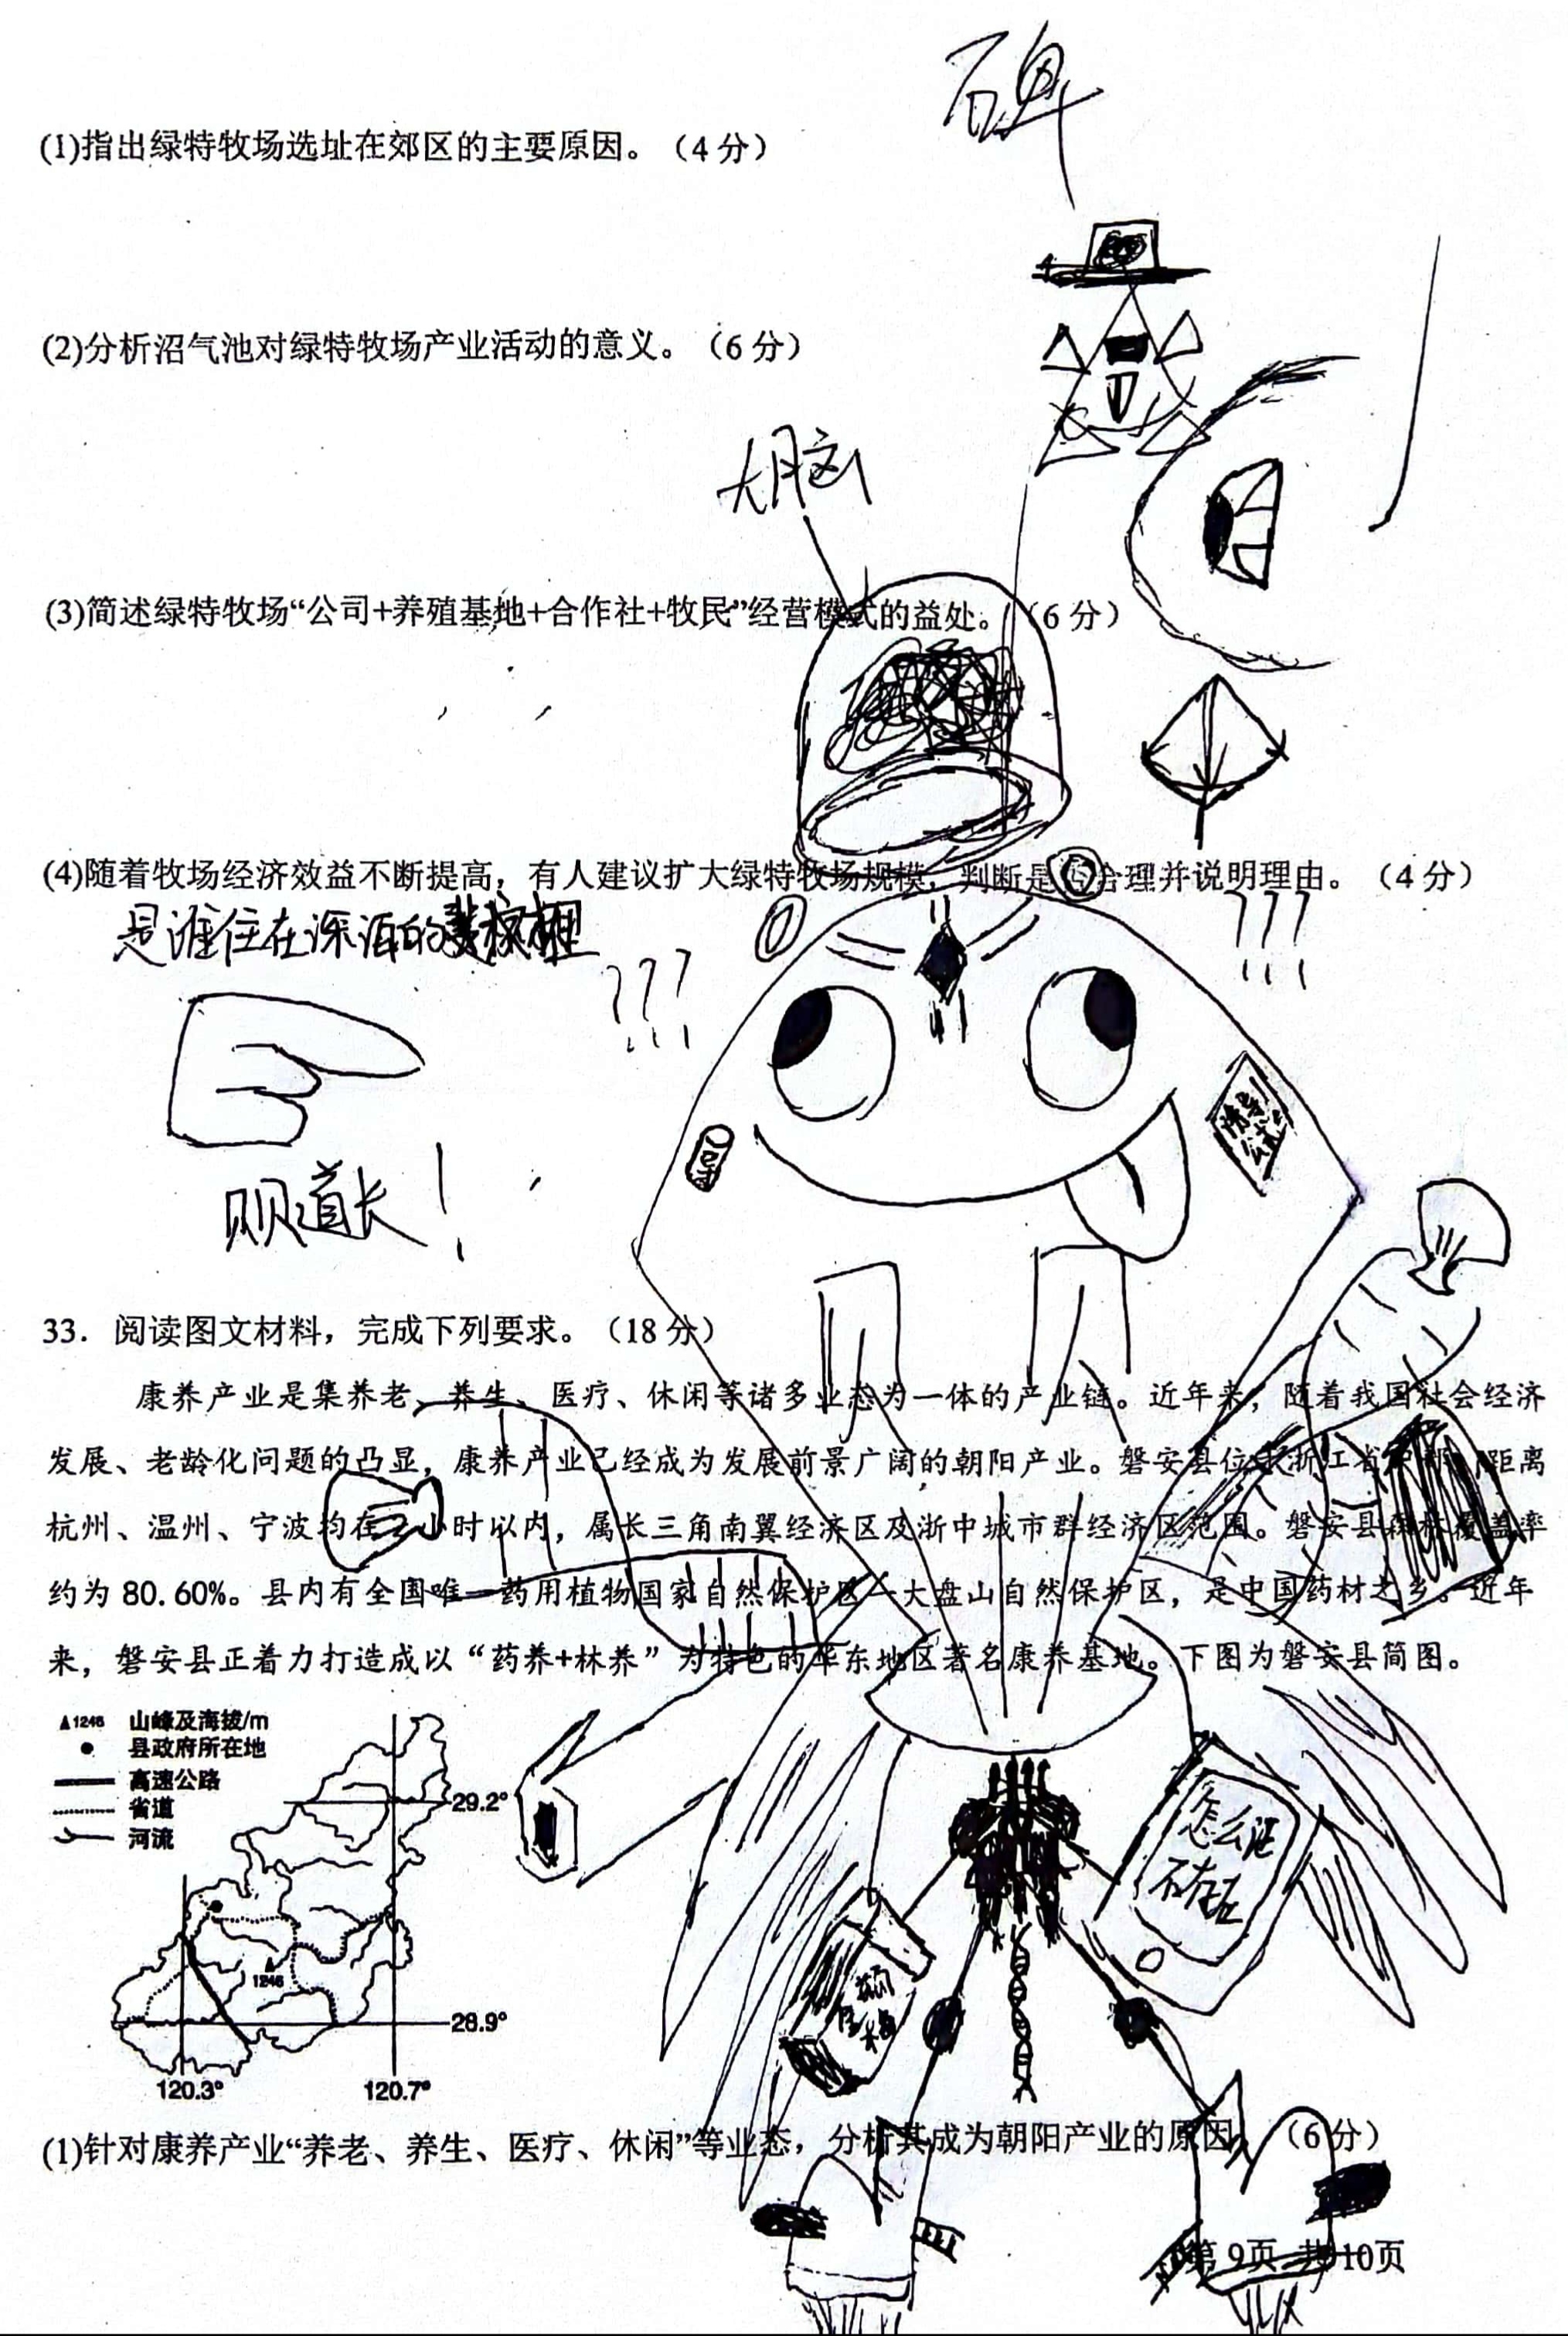 碑
(1)指出绿特牧场选址在郊区的主要原因。（4分）
(2)分析沼气池对绿特牧场产业活动的意义。（6分）
大脑
(3)简述绿特牧场“公司+养殖基地+合作社+牧民”经营模式的益处。（6分）
(4)随着牧场经济效益不断提高，有人建议扩大绿特牧场规模，判断是否合理并说明理由。（4分）
是谁住在深海的
???
???
!!!
!!!
道长！
33．阅读图文材料，完成下列要求。（18分）
康养产业是集养老、养生、医疗、休闲等诸多业态为一体的产业链。近年来，随着我国社会经济
发展、老龄化问题的凸显，康养产业已经成为发展前景广阔的朝阳产业。磐安县位于浙江省，距离
杭州、温州、宁波均在小时以内，属长三角南翼经济区及浙中城市群经济区范围。磐安县森林覆盖率
约为80.60%。县内有全国唯一药用植物国家自然保护区—大盘山自然保护区，是中国药材之乡。近年
来，磐安县正着力打造成以“药养+林养”为特色的华东地区著名康养基地。下图为磐安县简图。
▲1246 山峰及海拔/m
● 县政府所在地
高速公路
省道
河流
29.2°
怎么
1246
28.9°
120.3° 120.7°
(1)针对康养产业“养老、养生、医疗、休闲”等业态，分析其成为朝阳产业的原因。（6分）
第9页 共10页